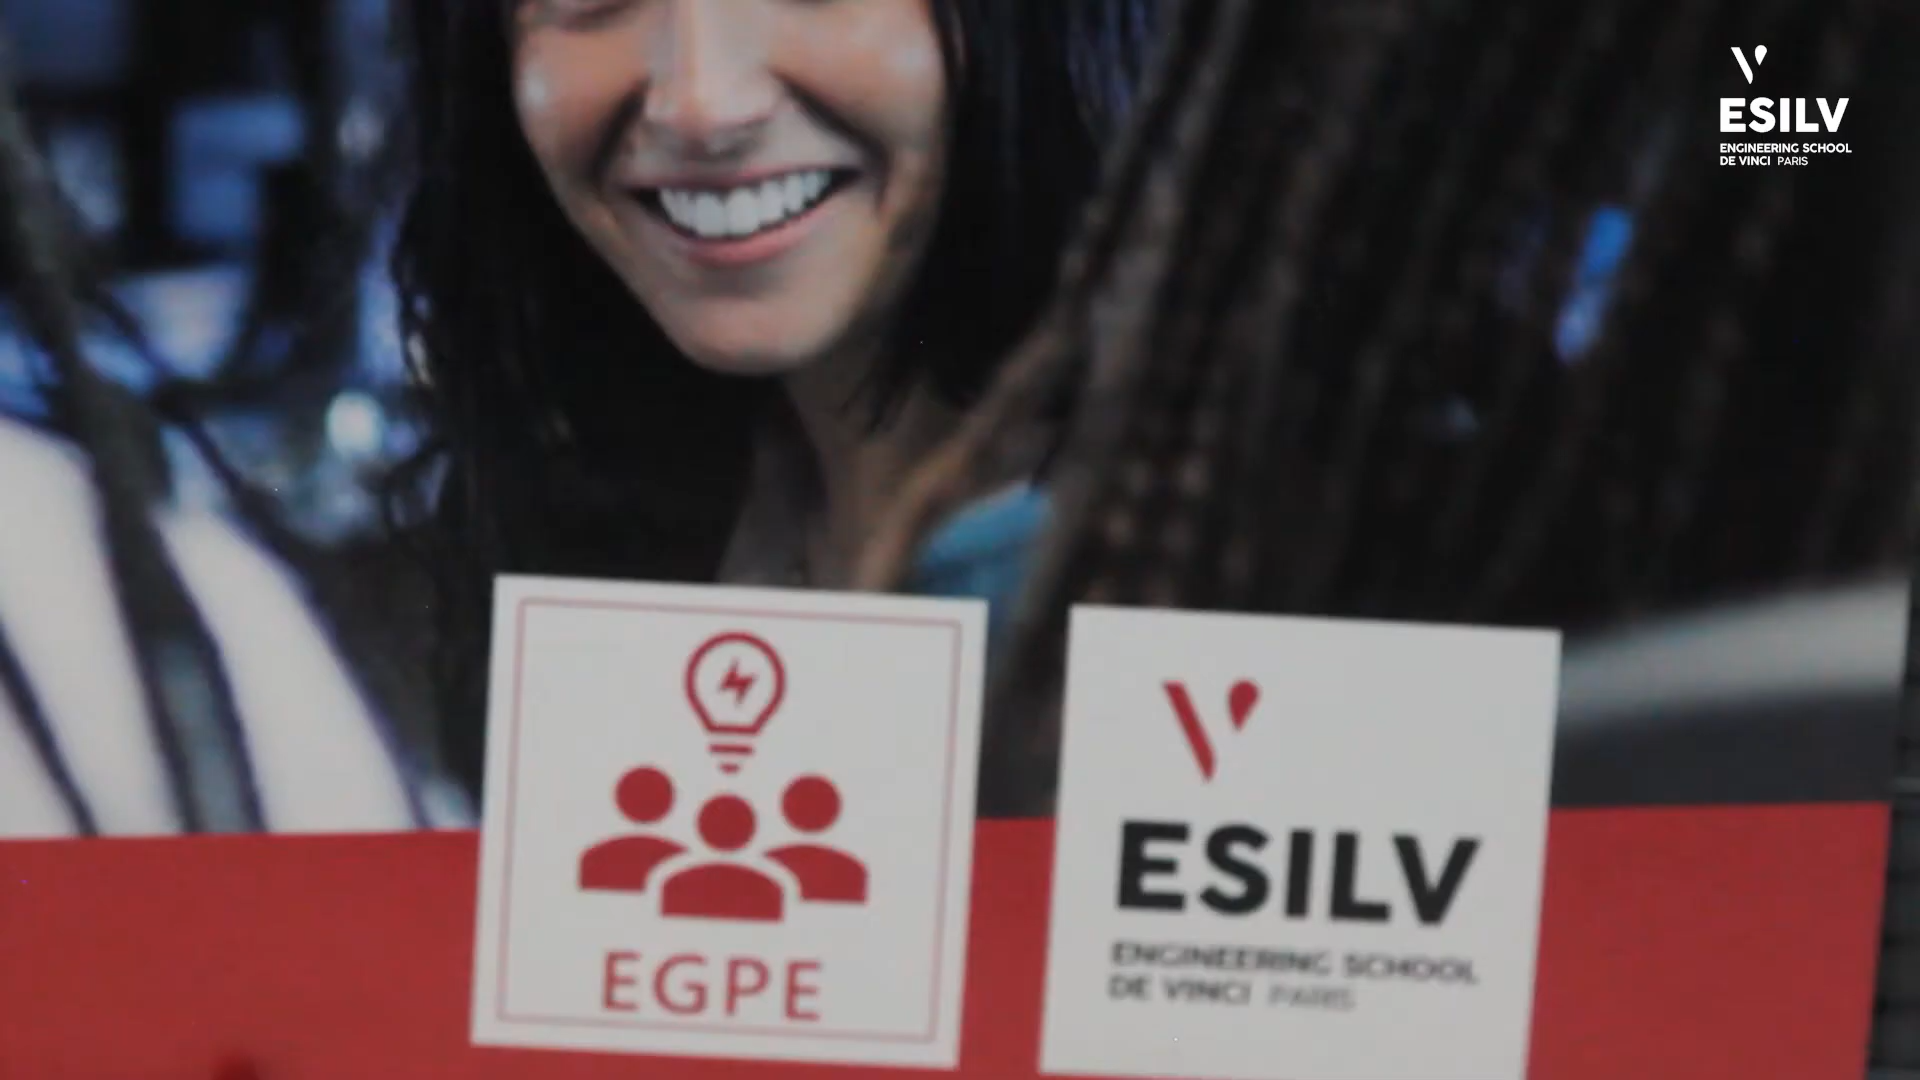 ESILV
ENGINEERING SCHOOL
DE VINCI PARIS
EGPE
ESILV
ENGINEERING SCHOOL
DE VINCI PARIS